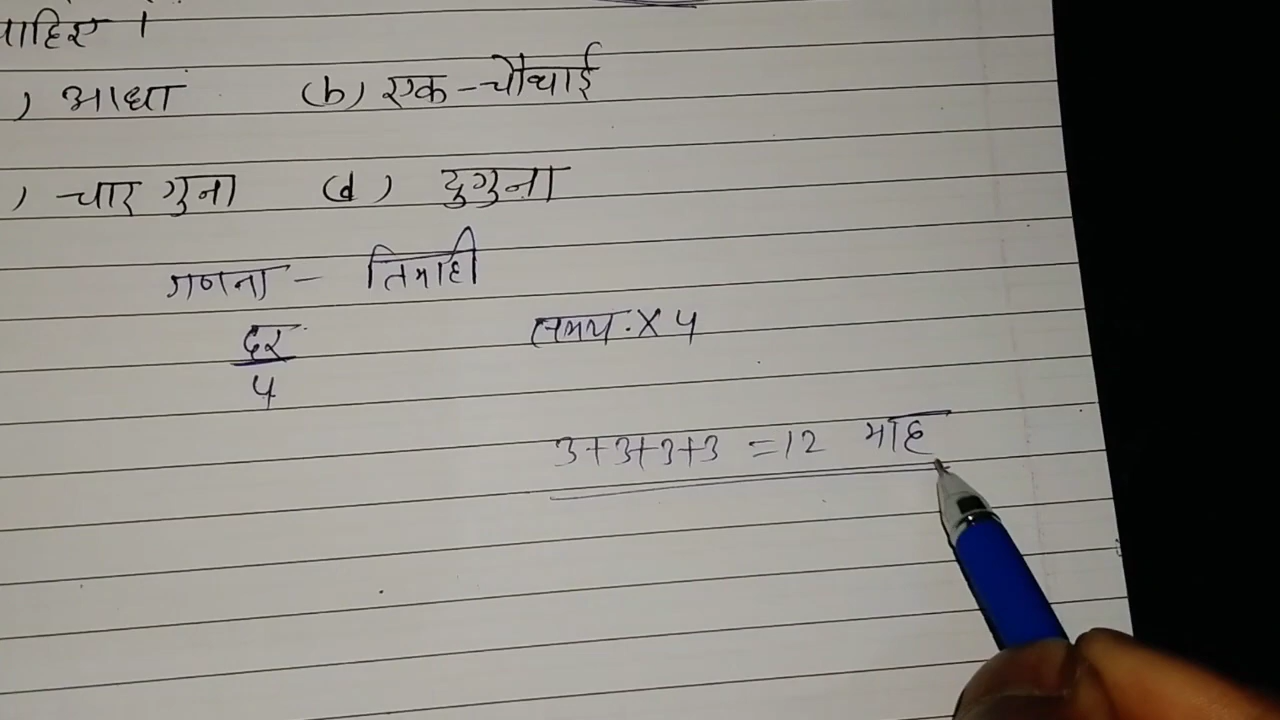 चाहिए ।
) आधा (b) एक-चौथाई
) चार गुना (d) दुगुना
गणना - तिमाही
दर समय × 4
4
3+3+3+3 = 12 माह